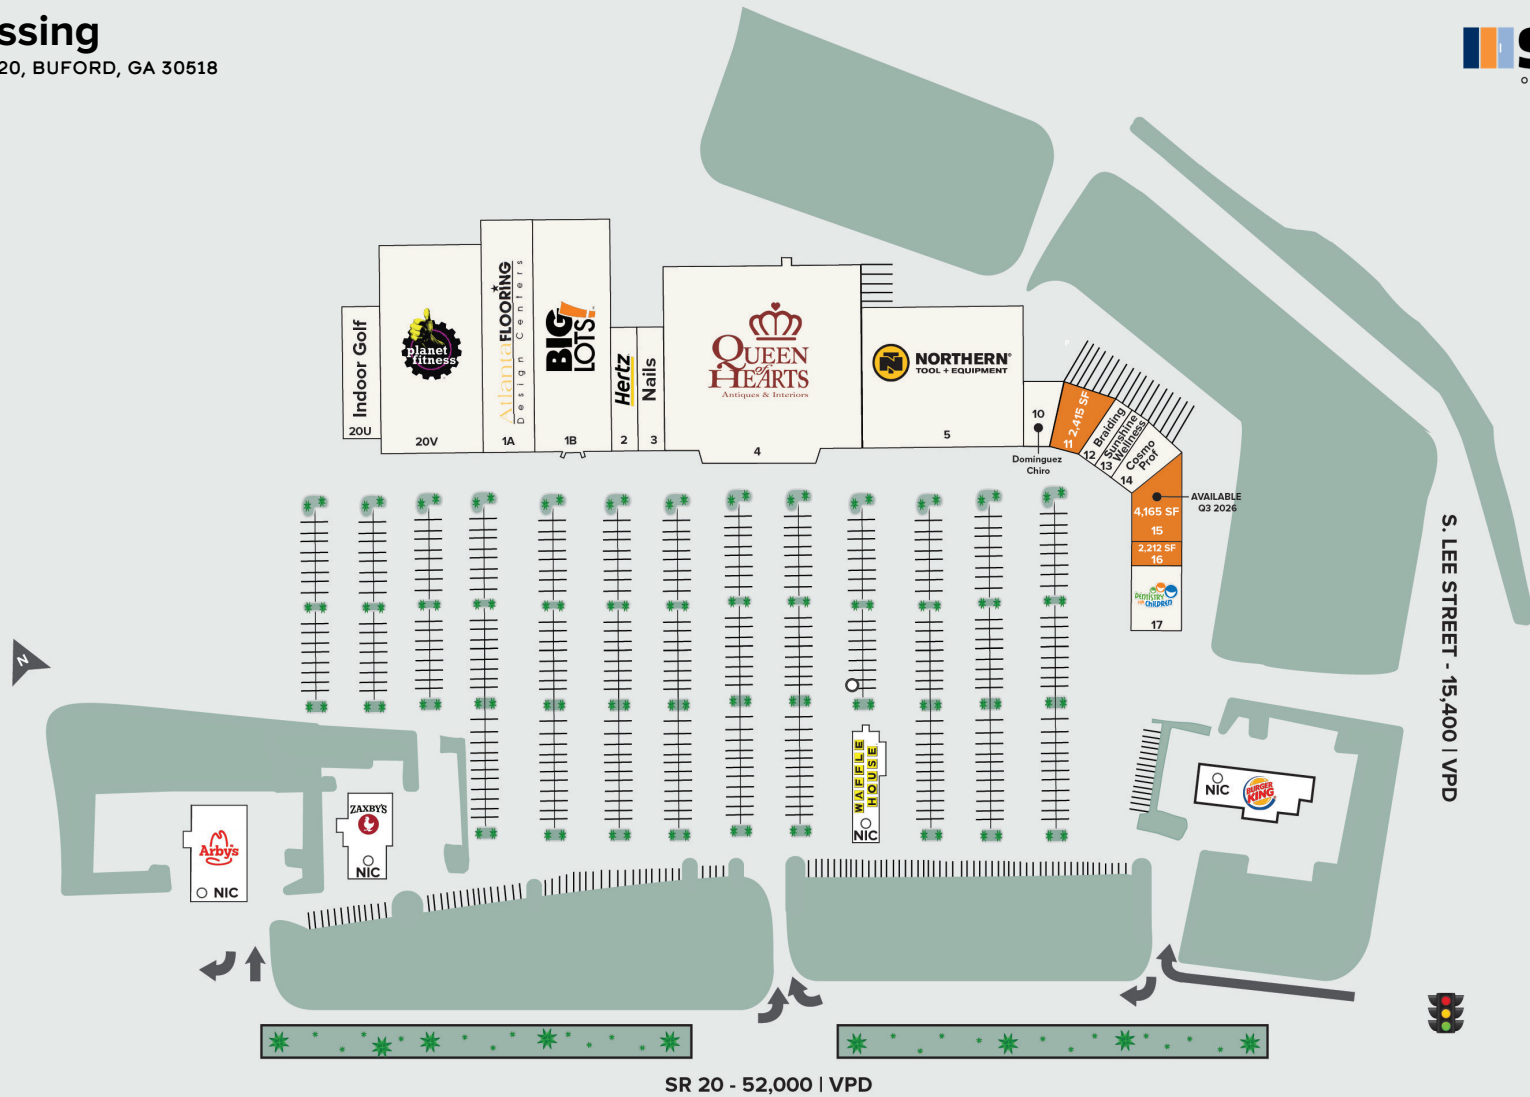 ssing
20, BUFORD, GA 30518
S
Indoor Golf
20U
planet
fitness
20V
Atlanta FLOORING
Design Centers
1A
BIG
LOTS!
1B
Hertz
2
Nails
3
QUEEN
of
HEARTS
Antiques & Interiors
4
NORTHERN®
TOOL + EQUIPMENT
5
10
Dominguez
Chiro
2,415 SF
11
Braiding
12
Sunshine
Wellness
13
Cosmo
Prof
14
AVAILABLE
Q3 2026
4,165 SF
15
2,212 SF
16
DENTISTRY
for CHILDREN
17
N
S. LEE STREET - 15,400 | VPD
WAFFLE
HOUSE
NIC
NIC
BURGER
KING
ZAXBY'S
NIC
Arby's
NIC
SR 20 - 52,000 | VPD